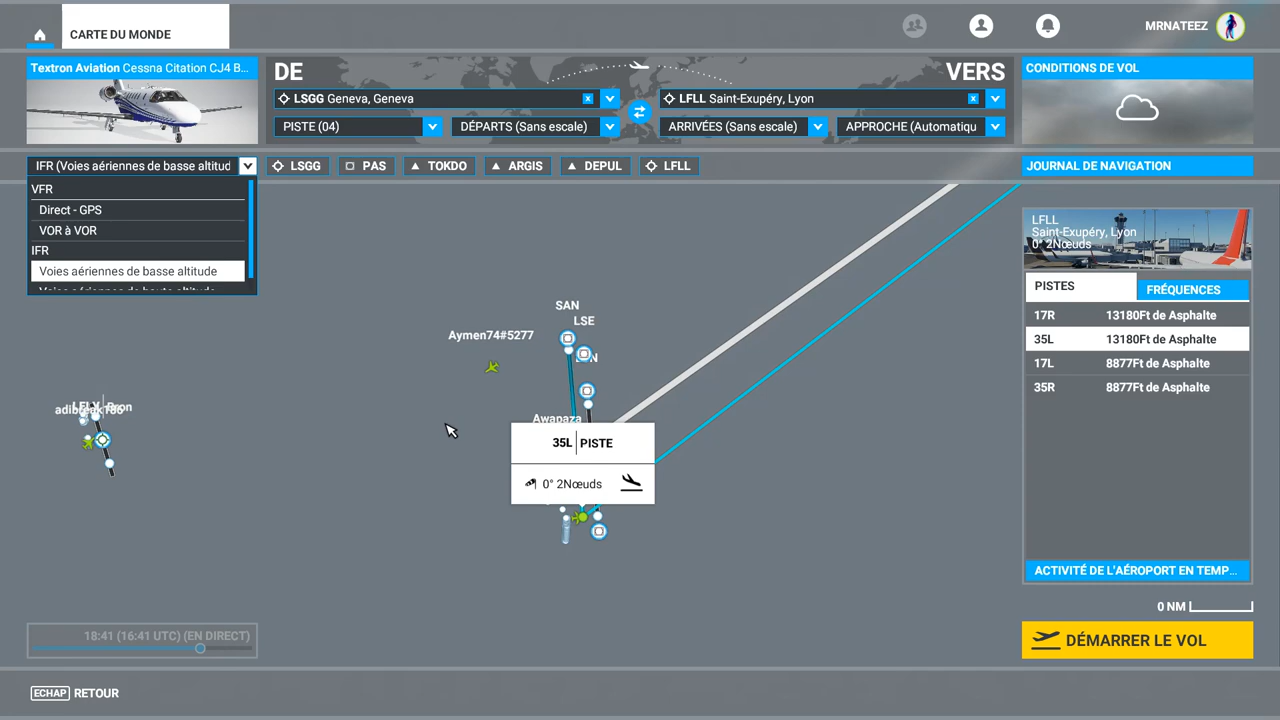 CARTE DU MONDE
MRNATEEZ
Textron Aviation Cessna Citation CJ4 B...
DE
VERS
CONDITIONS DE VOL
LSGG Geneva, Geneva
x
LFLL Saint-Exupéry, Lyon
x
PISTE (04)
DÉPARTS (Sans escale)
ARRIVÉES (Sans escale)
APPROCHE (Automatiqu
IFR (Voies aériennes de basse altitud
LSGG
PAS
TOKDO
ARGIS
DEPUL
LFLL
JOURNAL DE NAVIGATION
VFR
Direct - GPS
VOR à VOR
IFR
Voies aériennes de basse altitude
Voies aériennes de haute altitude
LFLL
Saint-Exupéry, Lyon
0° 2Nœuds
PISTES
FRÉQUENCES
17R 13180Ft de Asphalte
35L 13180Ft de Asphalte
17L 8877Ft de Asphalte
35R 8877Ft de Asphalte
SAN
LSE
Aymen74#5277
Awapaza
35L PISTE
0° 2Nœuds
ACTIVITÉ DE L'AÉROPORT EN TEMP...
0 NM
18:41 (16:41 UTC) (EN DIRECT)
DÉMARRER LE VOL
ECHAP RETOUR